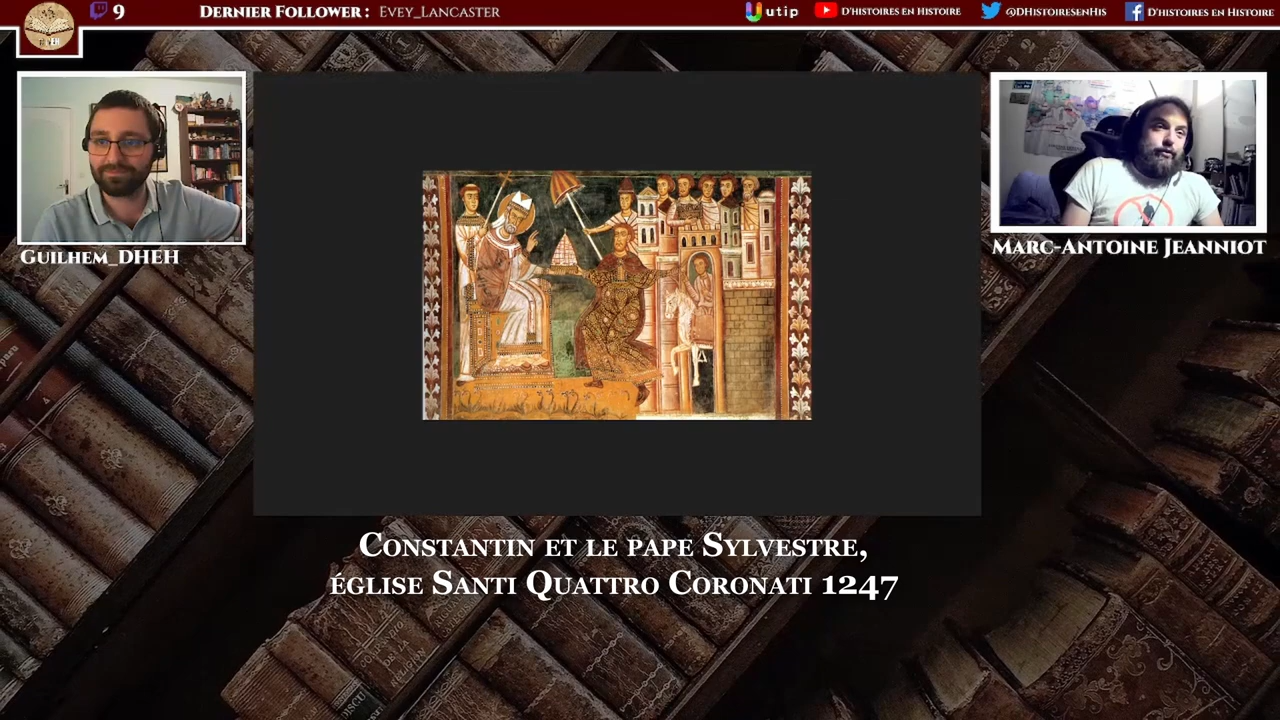 9
Dernier Follower : Evey_Lancaster
utip
D'histoires en Histoire
@DHistoiresEnHis
D'histoires en Histoire
Guilhem_DHEH
Marc-Antoine Jeanniot
Constantin et le pape Sylvestre,
église Santi Quattro Coronati 1247